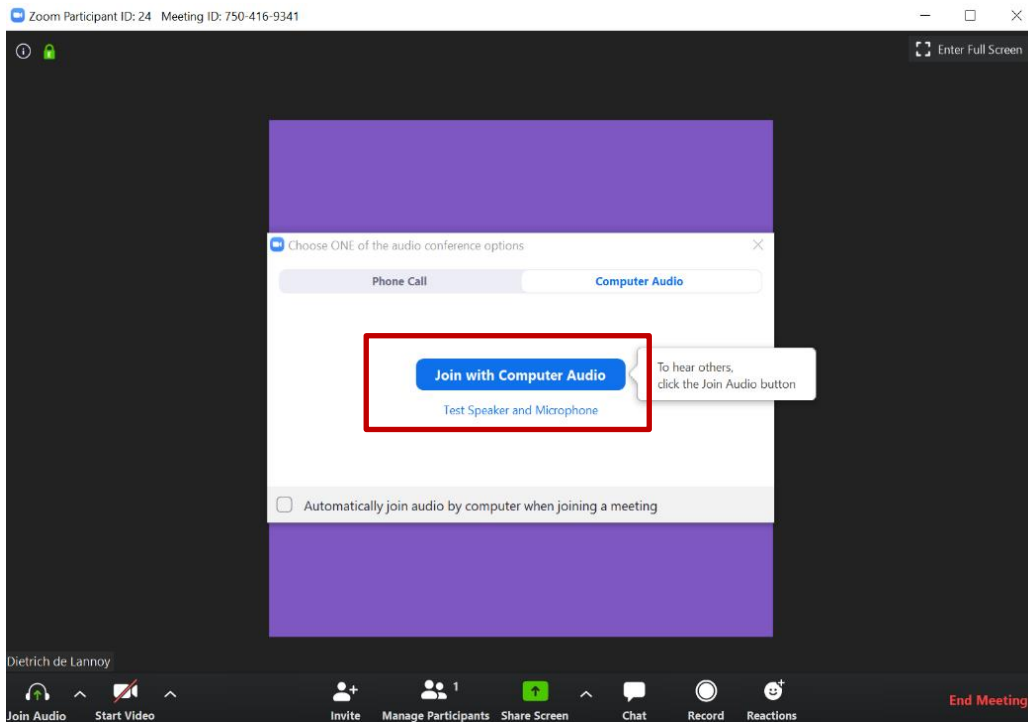 Zoom Participant ID: 24 Meeting ID: 750-416-9341
Enter Full Screen
Choose ONE of the audio conference options
Phone Call
Computer Audio
Join with Computer Audio
To hear others,
click the Join Audio button
Test Speaker and Microphone
Automatically join audio by computer when joining a meeting
Dietrich de Lannoy
1
Join Audio
Start Video
Invite
Manage Participants
Share Screen
Chat
Record
Reactions
End Meeting